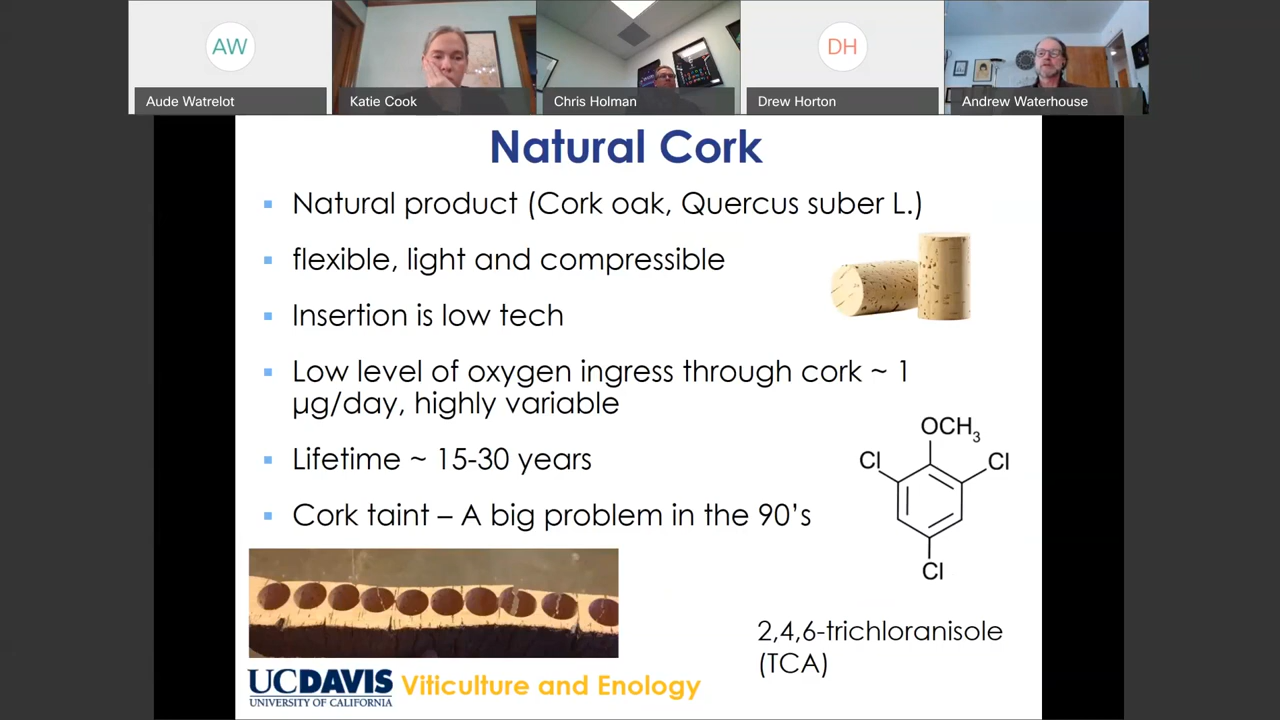 AW
DH
Aude Watrelot
Katie Cook
Chris Holman
Drew Horton
Andrew Waterhouse
Natural Cork
Natural product (Cork oak, Quercus suber L.)
flexible, light and compressible
Insertion is low tech
Low level of oxygen ingress through cork ~ 1
µg/day, highly variable
Lifetime ~ 15-30 years
Cork taint – A big problem in the 90's
OCH3
Cl
Cl
Cl
2,4,6-trichloranisole
(TCA)
UCDAVIS
UNIVERSITY OF CALIFORNIA
Viticulture and Enology